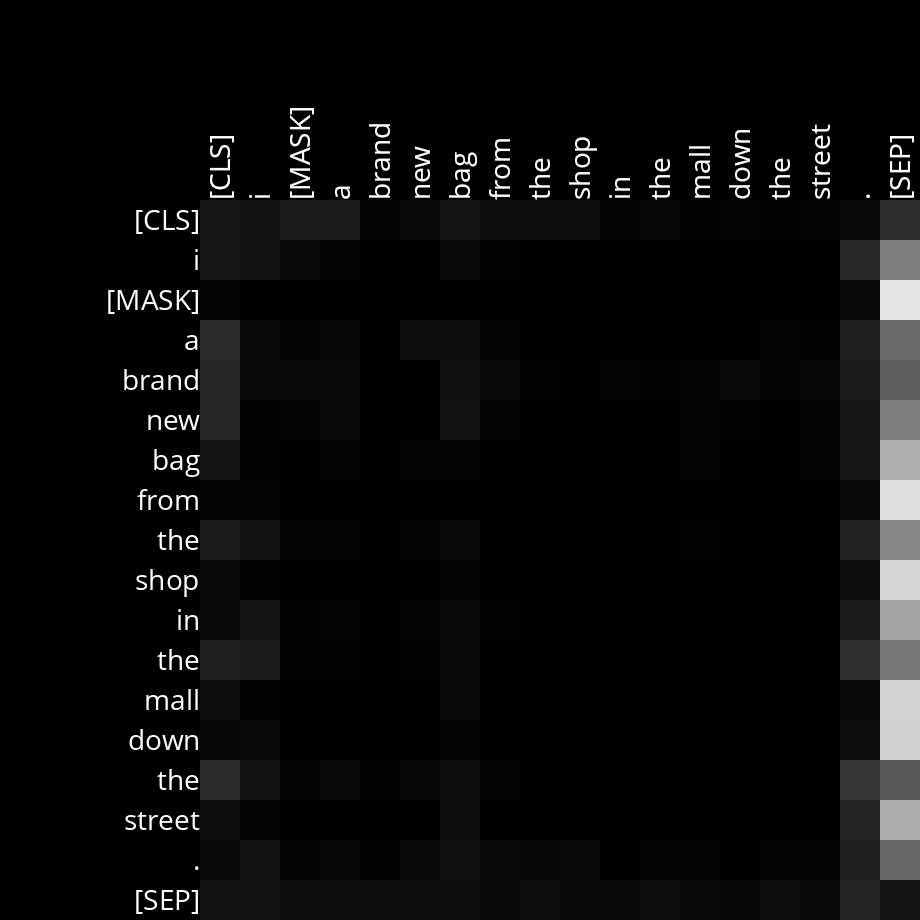 [CLS] i [MASK] a brand new bag from the shop in the mall down the street . [SEP]
[CLS]
i
[MASK]
a
brand
new
bag
from
the
shop
in
the
mall
down
the
street
.
[SEP]